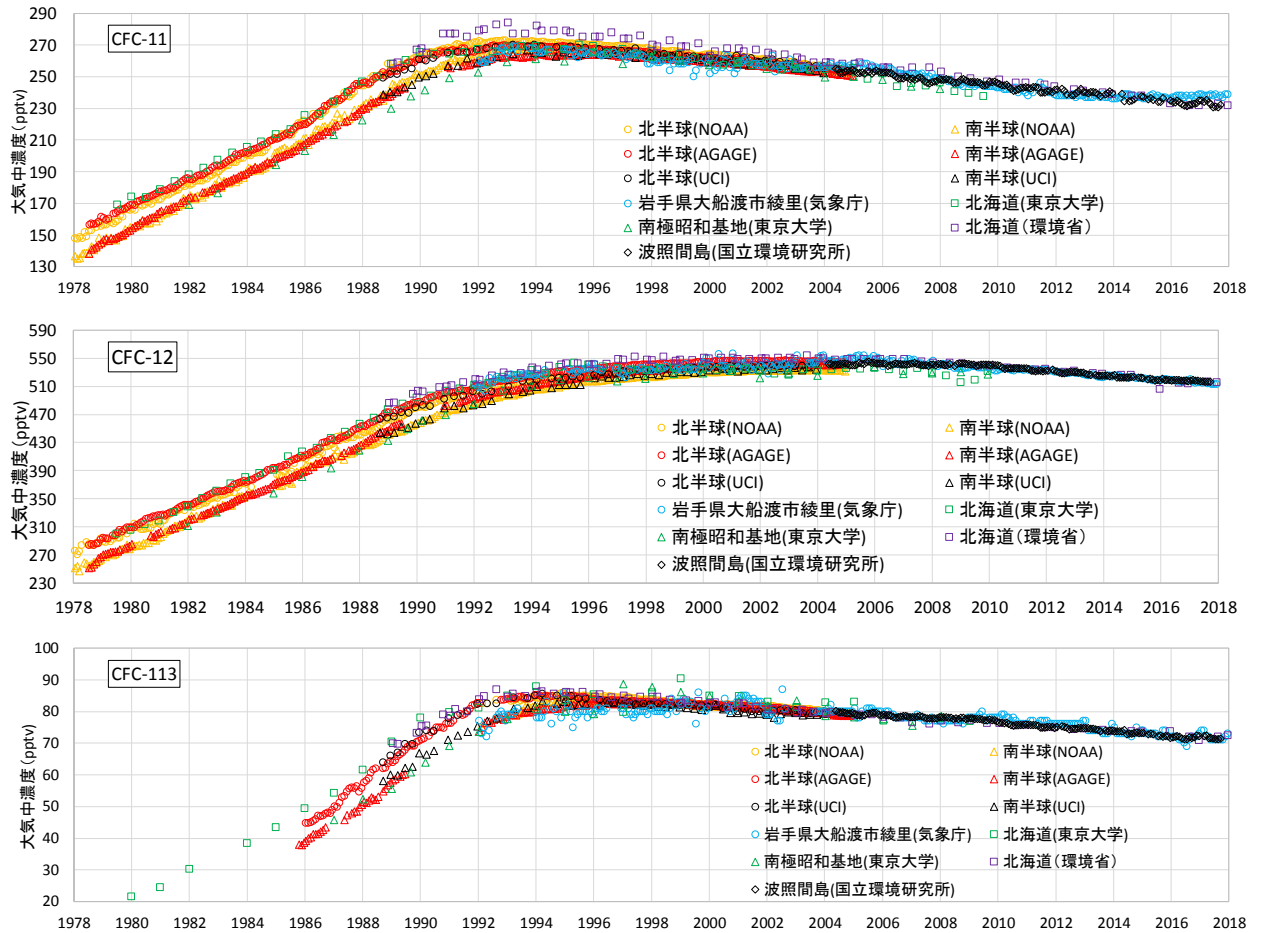 CFC-11
大気中濃度(pptv)
290
270
250
230
210
190
170
150
130
北半球(NOAA) 南半球(NOAA)
北半球(AGAGE) 南半球(AGAGE)
北半球(UCI) 南半球(UCI)
岩手県大船渡市綾里(気象庁) 北海道(東京大学)
南極昭和基地(東京大学) 北海道(環境省)
波照間島(国立環境研究所)
1978 1980 1982 1984 1986 1988 1990 1992 1994 1996 1998 2000 2002 2004 2006 2008 2010 2012 2014 2016 2018
CFC-12
大気中濃度(pptv)
590
550
510
470
430
390
350
310
270
230
北半球(NOAA) 南半球(NOAA)
北半球(AGAGE) 南半球(AGAGE)
北半球(UCI) 南半球(UCI)
岩手県大船渡市綾里(気象庁) 北海道(東京大学)
南極昭和基地(東京大学) 北海道(環境省)
波照間島(国立環境研究所)
1978 1980 1982 1984 1986 1988 1990 1992 1994 1996 1998 2000 2002 2004 2006 2008 2010 2012 2014 2016 2018
CFC-113
大気中濃度(pptv)
100
90
80
70
60
50
40
30
20
北半球(NOAA) 南半球(NOAA)
北半球(AGAGE) 南半球(AGAGE)
北半球(UCI) 南半球(UCI)
岩手県大船渡市綾里(気象庁) 北海道(東京大学)
南極昭和基地(東京大学) 北海道(環境省)
波照間島(国立環境研究所)
1978 1980 1982 1984 1986 1988 1990 1992 1994 1996 1998 2000 2002 2004 2006 2008 2010 2012 2014 2016 2018